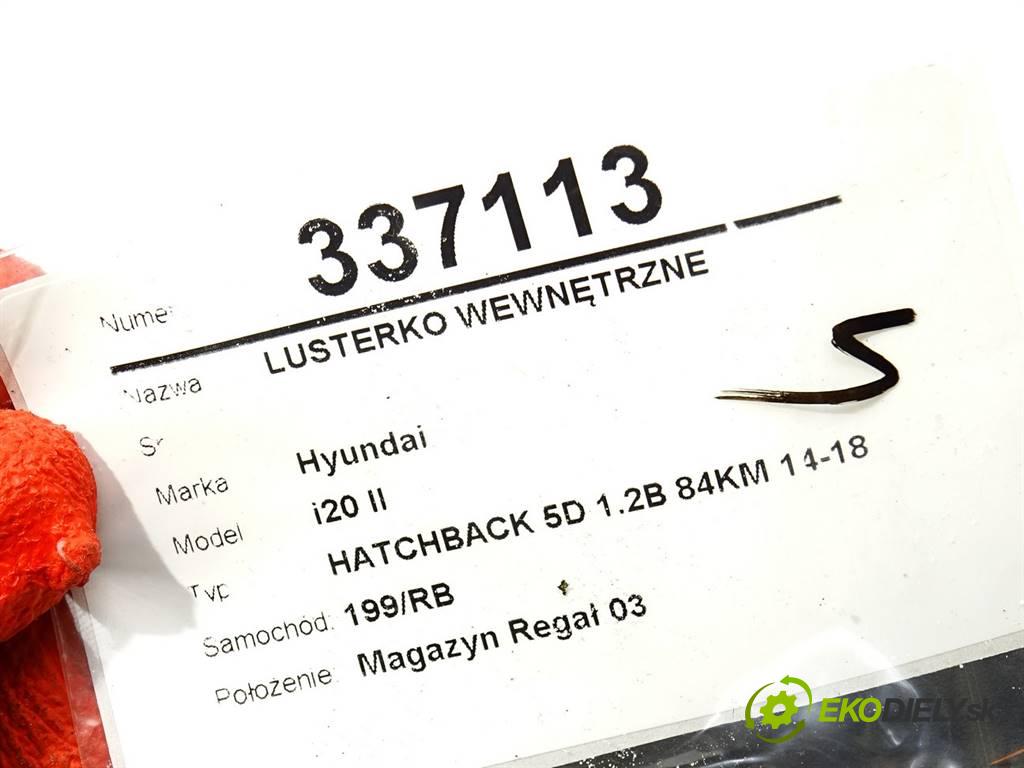 Numer 337113
Nazwa LUSTERKO WEWNĘTRZNE
S
Marka Hyundai
Model i20 II
Typ HATCHBACK 5D 1.2B 84KM 14-18
Samochód: 199/RB
Położenie: Magazyn Regał 03
EKODIELY.sk